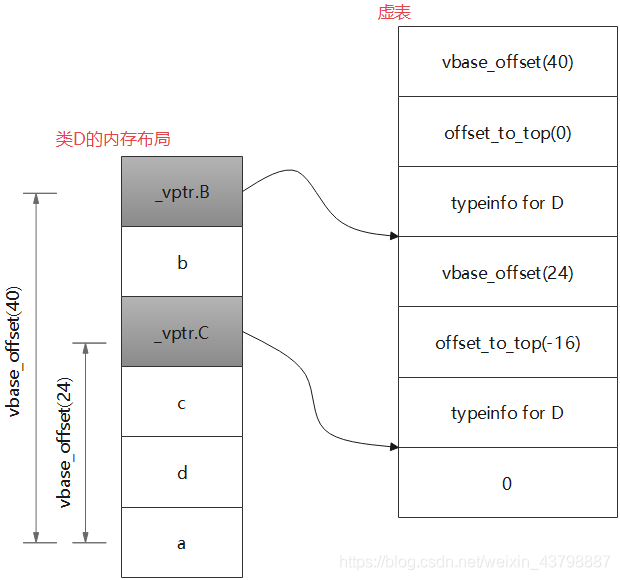 虚表
vbase_offset(40)
offset_to_top(0)
typeinfo for D
vbase_offset(24)
offset_to_top(-16)
typeinfo for D
0
类D的内存布局
_vptr.B
b
_vptr.C
c
d
a
vbase_offset(40)
vbase_offset(24)
https://blog.csdn.net/weixin_43798887